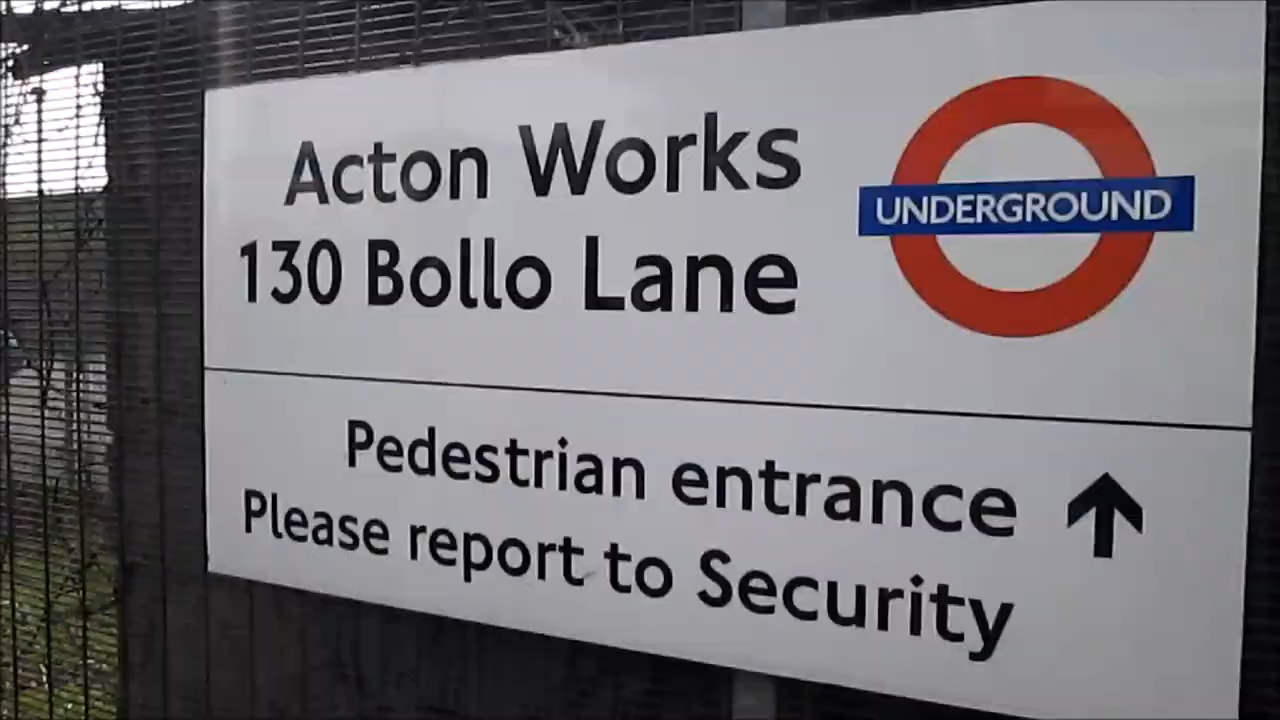 Acton Works
130 Bollo Lane
UNDERGROUND
Pedestrian entrance
Please report to Security